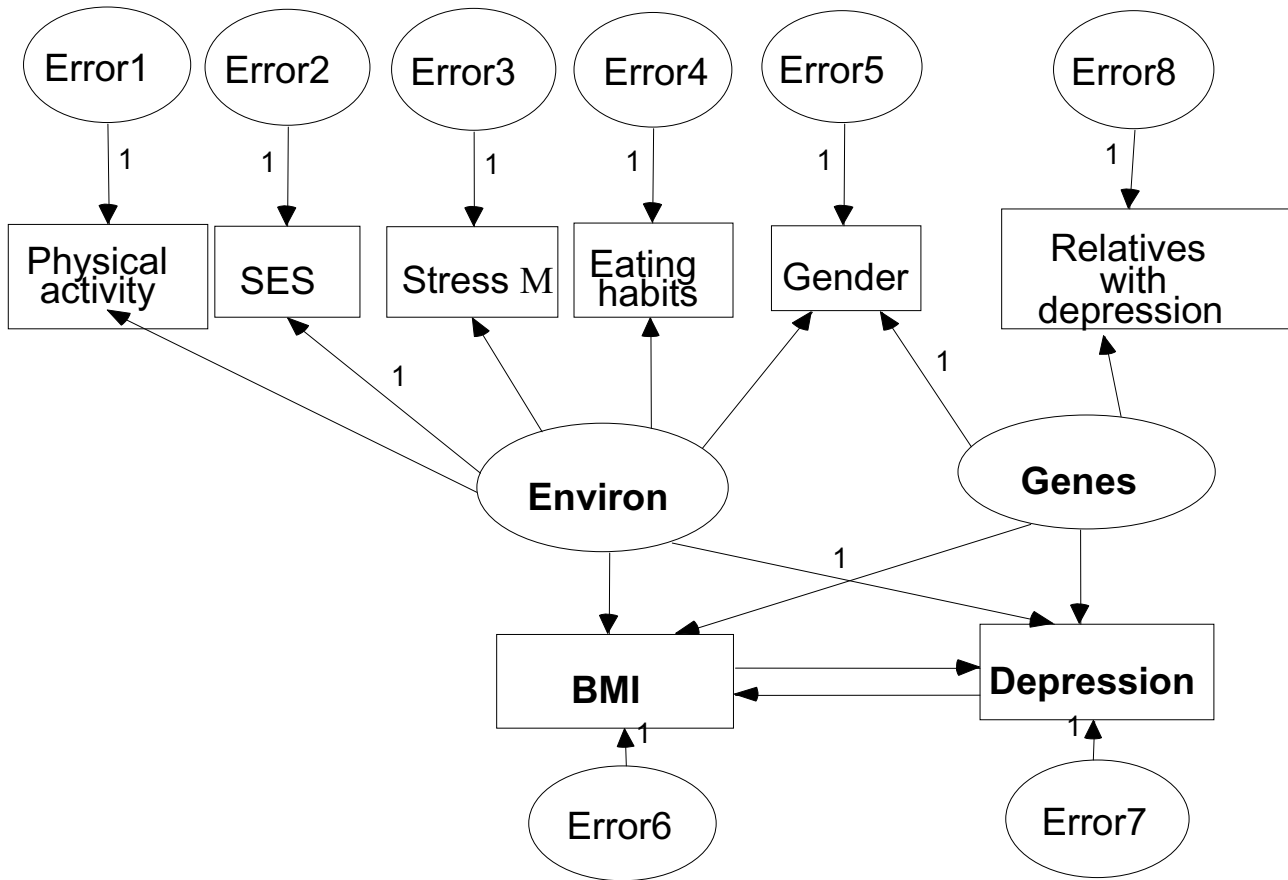 Error1
Error2
Error3
Error4
Error5
Error8
1
1
1
1
1
1
Physical
activity
SES
Stress M
Eating
habits
Gender
Relatives
with
depression
1
1
Environ
Genes
1
BMI
Depression
1
1
Error6
Error7